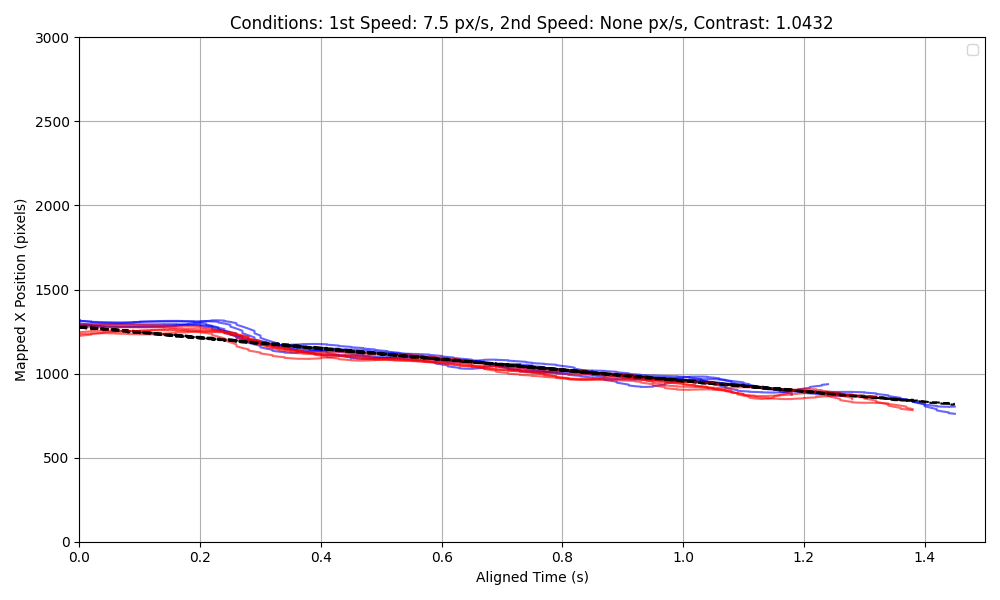 Conditions: 1st Speed: 7.5 px/s, 2nd Speed: None px/s, Contrast: 1.0432
3000
2500
2000
1500
1000
500
0
Mapped X Position (pixels)
0.0 0.2 0.4 0.6 0.8 1.0 1.2 1.4
Aligned Time (s)